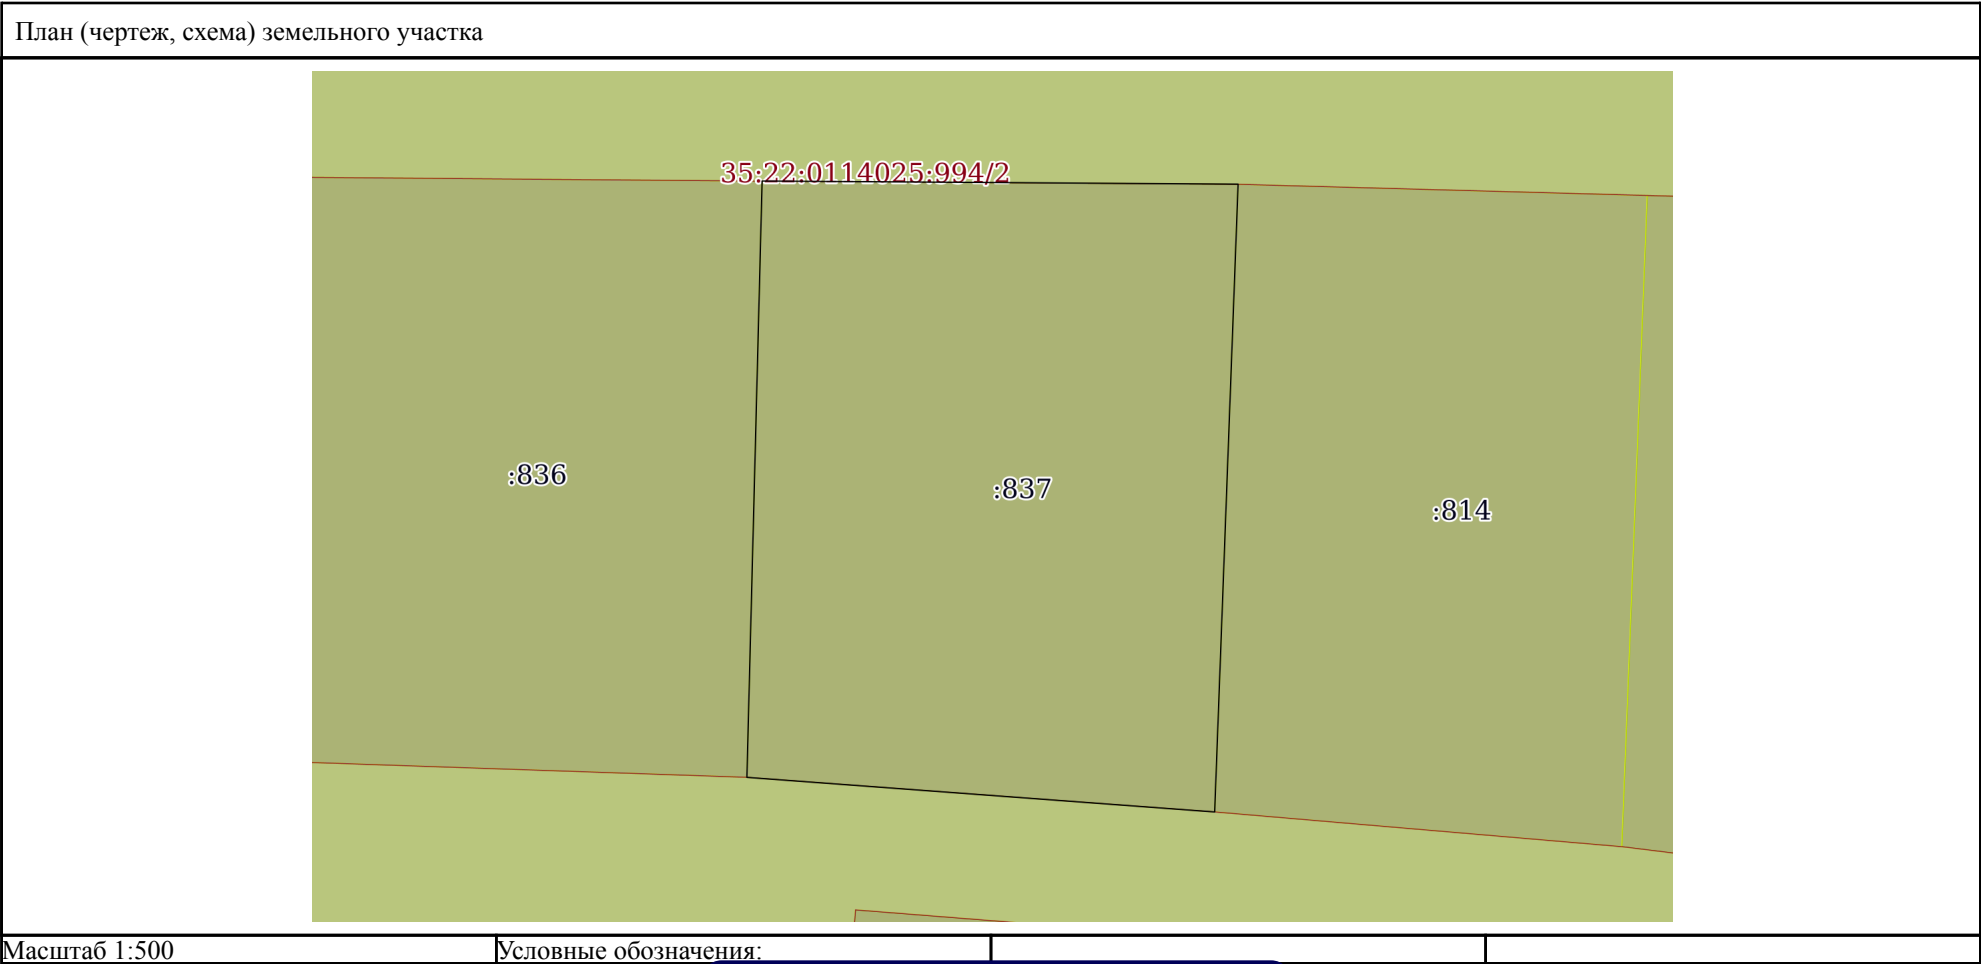 План (чертеж, схема) земельного участка
35:22:0114025:994/2
:836
:837
:814
Масштаб 1:500
Условные обозначения: